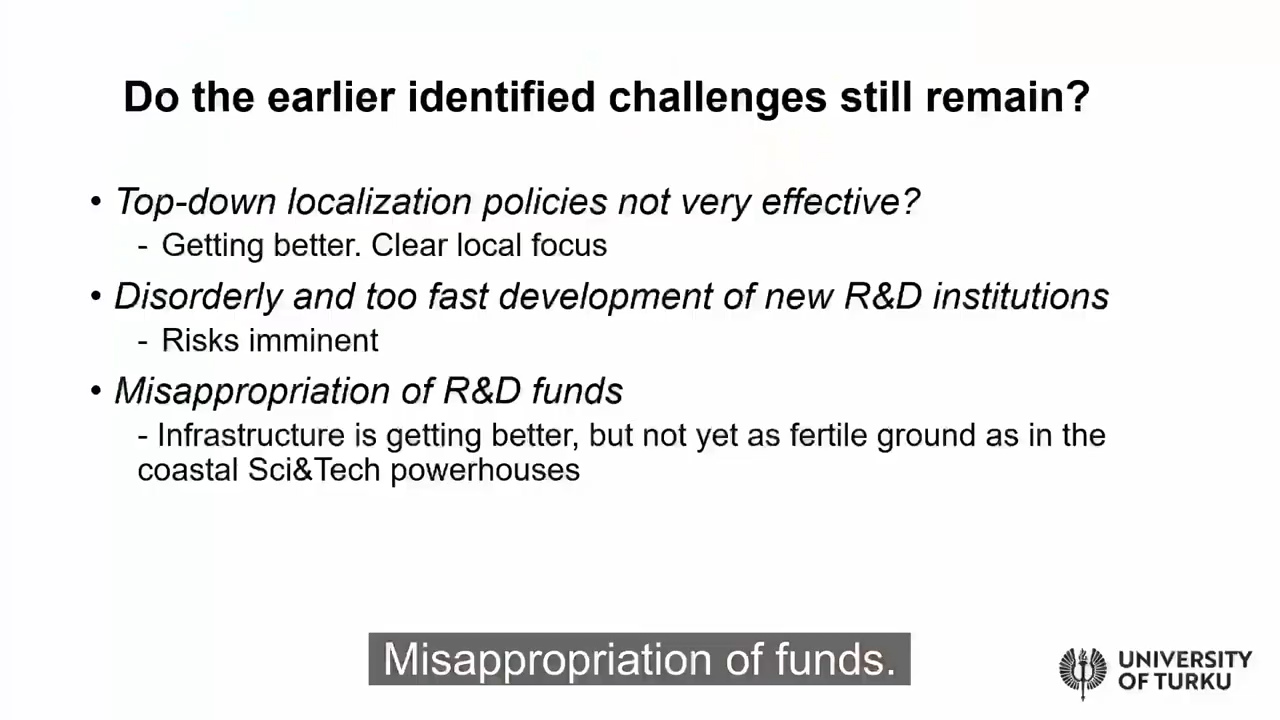 Do the earlier identified challenges still remain?
• Top-down localization policies not very effective?
- Getting better. Clear local focus
• Disorderly and too fast development of new R&D institutions
- Risks imminent
• Misappropriation of R&D funds
- Infrastructure is getting better, but not yet as fertile ground as in the
coastal Sci&Tech powerhouses
Misappropriation of funds.
UNIVERSITY
OF TURKU